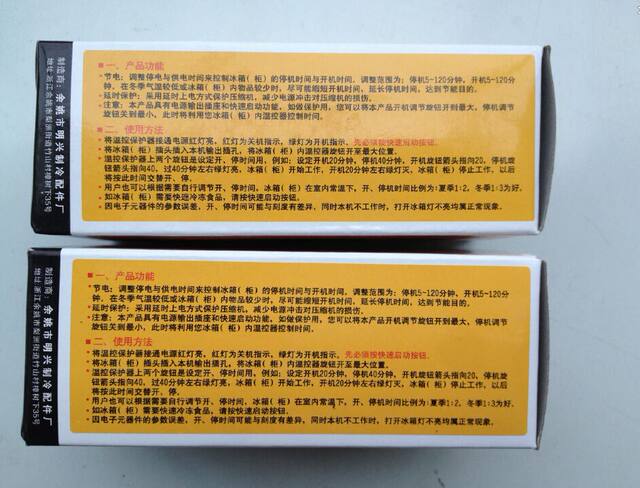 一、产品功能
节电：调整停电与供电时间来控制冰箱(柜)的停机时间与开机时间，调整范围为：停机5-120分钟，开机5~120分
钟，在冬季气温较低或冰箱(柜)内物品较少时，尽可能缩短开机时间，延长停机时间，达到节能目的。
延时保护：采用延时上电方式保护压缩机，减少电源冲击对压缩机的损伤。
注意：本产品具有电源输出插座和快速启动功能，如做保护用，您可以将本产品开机调节旋钮开到最大，停机调节
旋钮关到最小，此时将利用您冰箱(柜)内温控器控制时间。
二、使用方法
将温控保护器接通电源红灯亮，红灯为关机指示，绿灯为开机指示，先必须按快速启动按钮。
将冰箱(柜)插头插入本机输出插孔，将冰箱(柜)内温控器旋钮开至最大位置。
温控保护器上两个旋钮是设定开、停时间用，例如：设定开机20分钟，停机40分钟，开机旋钮箭头指向20，停机旋
钮箭头指向40，过40分钟左右绿灯亮，冰箱(柜)开始工作，开机20分钟左右绿灯灭，冰箱(柜)停止工作，以后
将按此时间交替开、停。
用户也可以根据需要自行调节开、停时间，冰箱(柜)在室内常温下，开、停机时间比例为:夏季1:2，冬季1:3为好。
如冰箱(柜)需要快速冷冻食品，请按快速启动按钮。
因电子元器件的参数有误差，开、停时间可能与刻度有差异，同时本机不工作时，打开冰箱灯不亮均属正常现象。
制造商：余姚市明兴制冷配件厂
地址:浙江余姚市梨洲街道竹山村樟树下35号
一、产品功能
节电：调整停电与供电时间来控制冰箱(柜)的停机时间与开机时间，调整范围为：停机5~120分钟，开机5~120分
钟，在冬季气温较低或冰箱(柜)内物品较少时，尽可能缩短开机时间，延长停机时间，达到节能目的。
延时保护：采用延时上电方式保护压缩机，减少电源冲击对压缩机的损伤。
注意：本产品具有电源输出插座和快速启动功能，如做保护用，您可以将本产品开机调节旋钮开到最大，停机调节
旋钮关到最小，此时将利用您冰箱(柜)内温控器控制时间。
二、使用方法
将温控保护器接通电源红灯亮，红灯为关机指示，绿灯为开机指示，先必须按快速启动按钮。
将冰箱(柜)插头插入本机输出插孔，将冰箱(柜)内温控器旋钮开至最大位置。
温控保护器上两个旋钮是设定开、停时间用，例如：设定开机20分钟，停机40分钟，开机旋钮箭头指向20，停机旋
钮箭头指向40，过40分钟左右绿灯亮，冰箱(柜)开始工作，开机20分钟左右绿灯灭，冰箱(柜)停止工作，以后
将按此时间交替开、停。
用户也可以根据需要自行调节开、停时间，冰箱(柜)在室内常温下，开、停机时间比例为:夏季1:2，冬季1:3为好。
如冰箱(柜)需要快速冷冻食品，请按快速启动按钮。
因电子元器件的参数有误差，开、停时间可能与刻度有差异，同时本机不工作时，打开冰箱灯不亮均属正常现象。
制造商：余姚市明兴制冷配件厂
地址:浙江余姚市梨洲街道竹山村樟树下35号